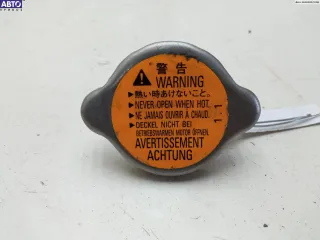 АВТО
警告
WARNING
▶熱い時あけないこと。
▶NEVER OPEN WHEN HOT.
▶NE JAMAIS OUVRIR À CHAUD.
▶DECKEL NICHT BEI
BETRIEBSWARMEN MOTOR ÖFFNEN.
AVERTISSEMENT
ACHTUNG